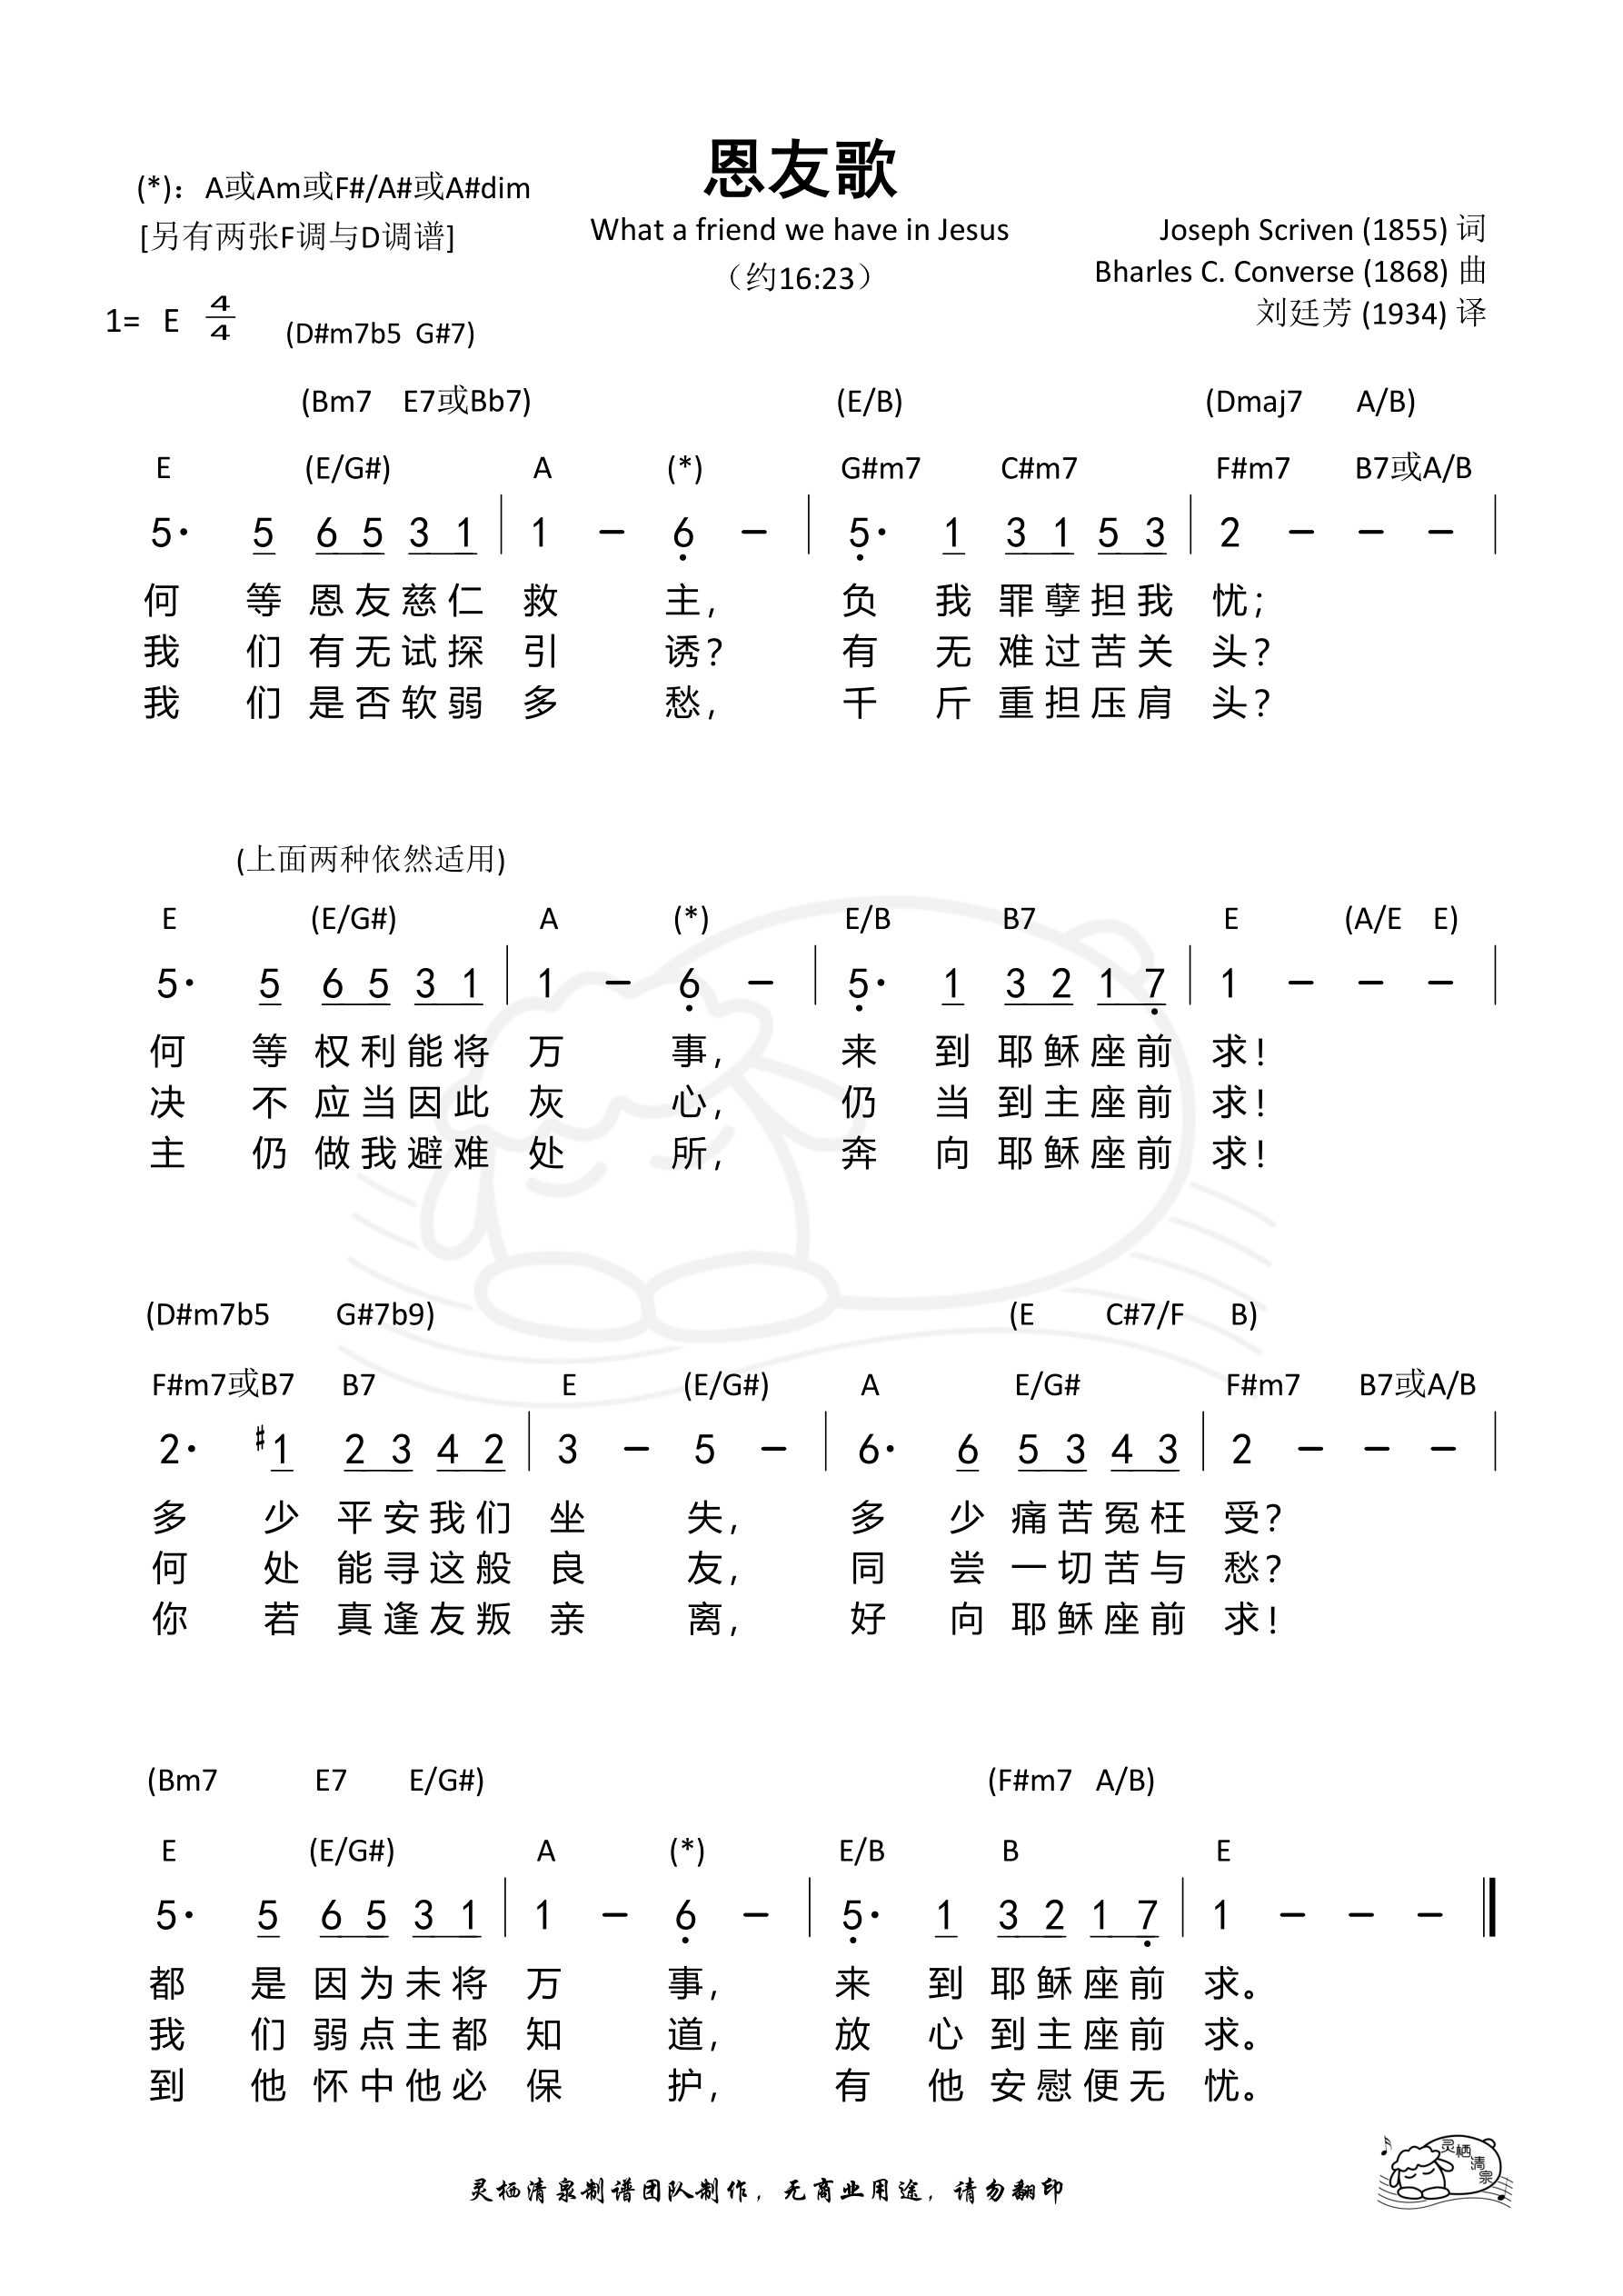 恩友歌
(*)：A或Am或F#/A#或A#dim
[另有两张F调与D调谱]
What a friend we have in Jesus
（约16:23）
Joseph Scriven (1855) 词
Bharles C. Converse (1868) 曲
刘廷芳 (1934) 译
1= E 4/4
(D#m7b5 G#7)
(Bm7 E7或Bb7) (E/B) (Dmaj7 A/B)
E (E/G#) A (*) G#m7 C#m7 F#m7 B7或A/B
5· 5 6 5 3 1 | 1 – 6̣ – | 5̣· 1 3 1 5 3 | 2 – – – |
何等恩友慈仁救主，负我罪孽担我忧；
我们有无试探引诱？有无难过苦关头？
我们是否软弱多愁，千斤重担压肩头？
(上面两种依然适用)
E (E/G#) A (*) E/B B7 E (A/E E)
5· 5 6 5 3 1 | 1 – 6̣ – | 5̣· 1 3 2 1 7̣ | 1 – – – |
何等权利能将万事，来到耶稣座前求！
决不应当因此灰心，仍当到主座前求！
主仍做我避难处所，奔向耶稣座前求！
(D#m7b5 G#7b9) (E C#7/F B)
F#m7或B7 B7 E (E/G#) A E/G# F#m7 B7或A/B
2· #1 2 3 4 2 | 3 – 5 – | 6· 6 5 3 4 3 | 2 – – – |
多少平安我们坐失，多少痛苦冤枉受？
何处能寻这般良友，同尝一切苦与愁？
你若真逢友叛亲离，好向耶稣座前求！
(Bm7 E7 E/G#) (F#m7 A/B)
E (E/G#) A (*) E/B B E
5· 5 6 5 3 1 | 1 – 6̣ – | 5̣· 1 3 2 1 7̣ | 1 – – – ‖
都是因为未将万事，来到耶稣座前求。
我们弱点主都知道，放心到主座前求。
到他怀中他必保护，有他安慰便无忧。
灵栖清泉制谱团队制作，无商业用途，请勿翻印
灵栖清泉